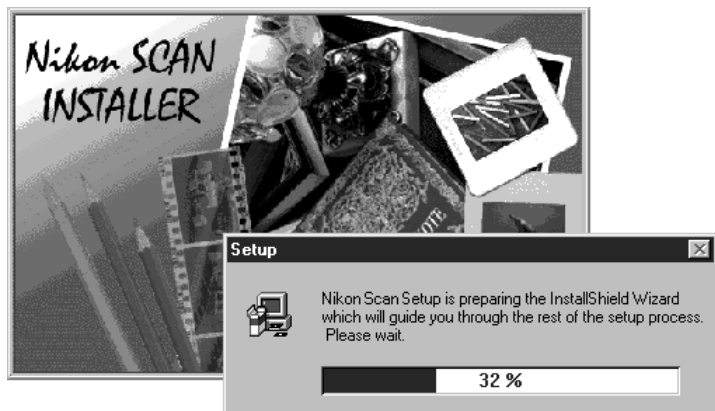 Nikon SCAN
INSTALLER
NOTE
Setup
Nikon Scan Setup is preparing the InstallShield Wizard
which will guide you through the rest of the setup process.
Please wait.
32 %